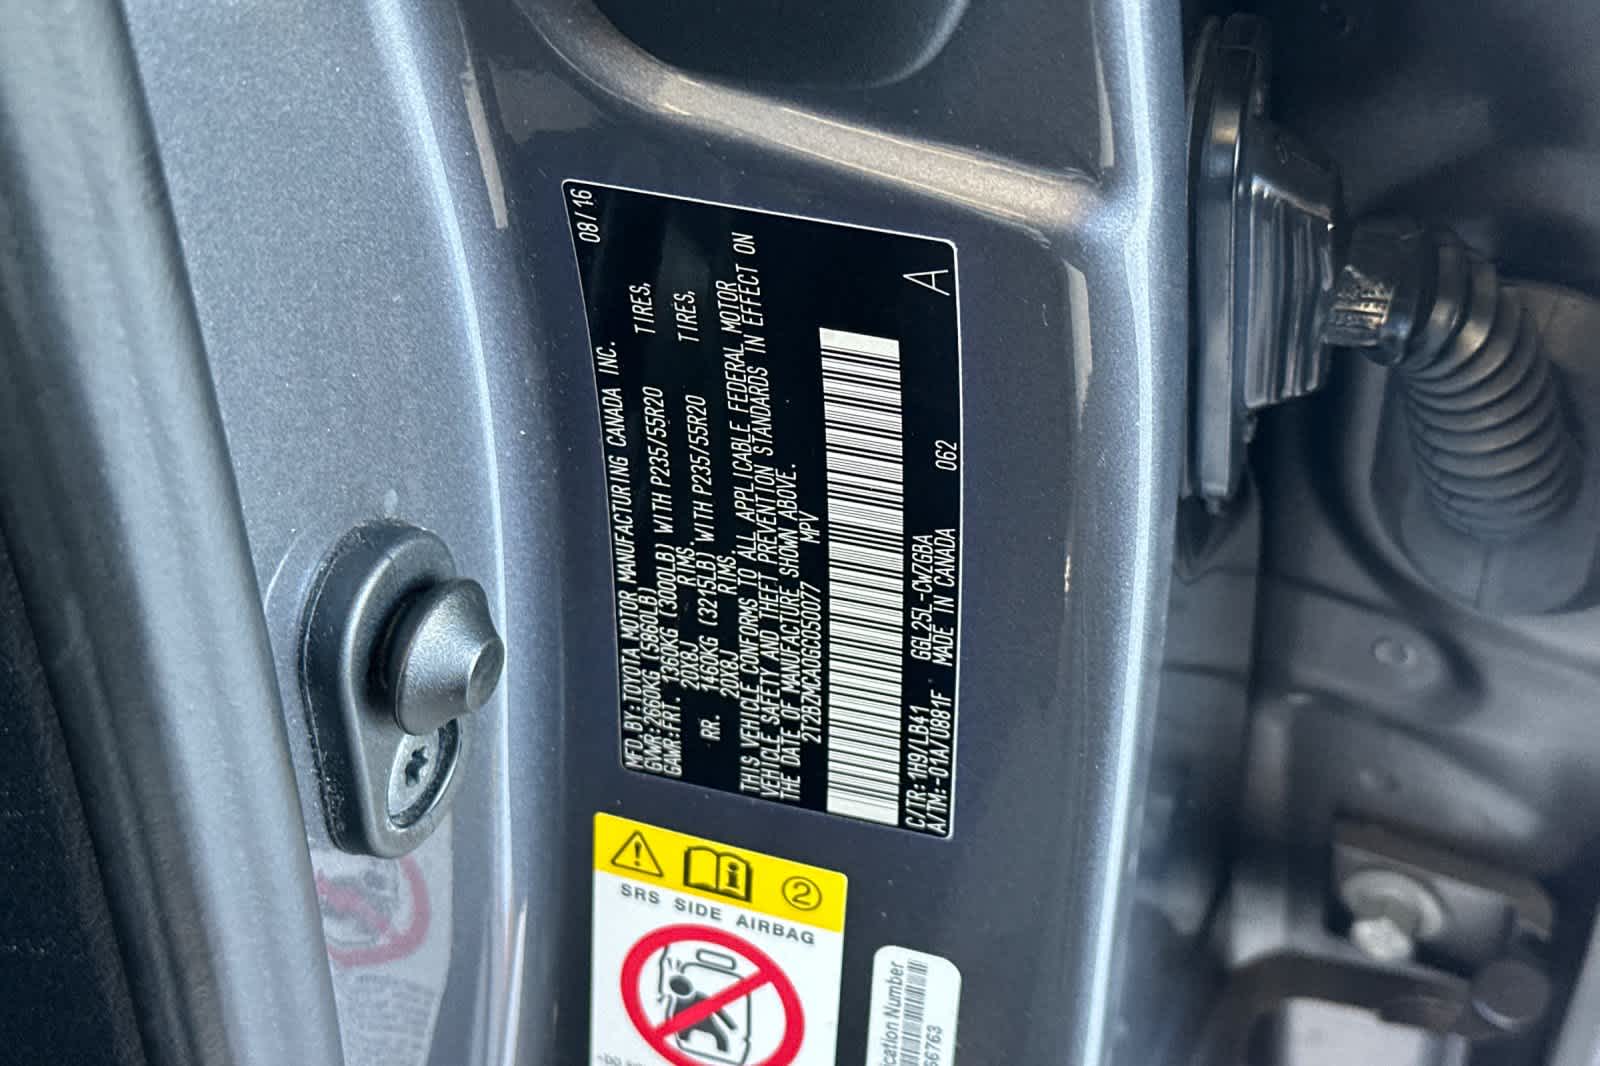 08/16
MFD.BY:TOYOTA MOTOR MANUFACTURING CANADA INC.
GVWR:2660KG (5860LB)
GAWR:FRT. 1360KG (3000LB) WITH P235/55R20 TIRES,
20X8J RIMS
RR. 1460KG (3215LB) WITH P235/55R20 TIRES,
20X8J RIMS
THIS VEHICLE CONFORMS TO ALL APPLICABLE FEDERAL MOTOR
VEHICLE SAFETY AND THEFT PREVENTION STANDARDS IN EFFECT ON
THE DATE OF MANUFACTURE SHOWN ABOVE.
2T2BZMCA0GC050077 MPV
C/TR:1H9/LB41 GGL25L-CWZGBA 062
A/TM:-01A/U881F MADE IN CANADA
A
2
SRS SIDE AIRBAG
ication Number
66763